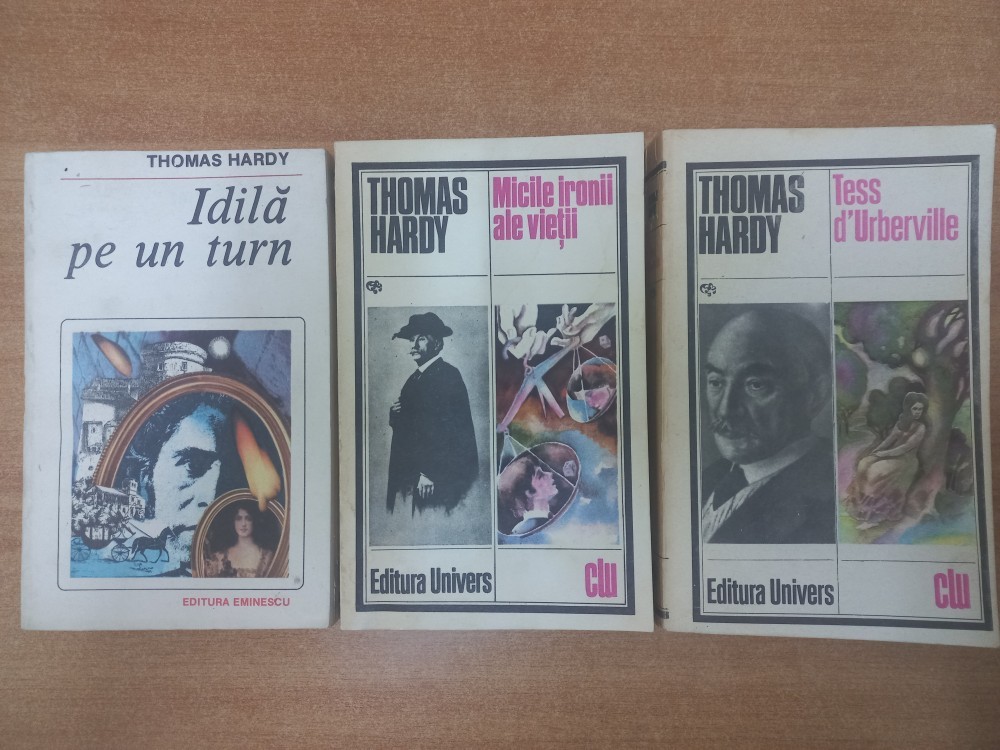 THOMAS HARDY
Idilă
pe un turn
EDITURA EMINESCU
THOMAS
HARDY
Micile ironii
ale vieții
Editura Univers
clu
THOMAS
HARDY
Tess
d'Urberville
Editura Univers
clu